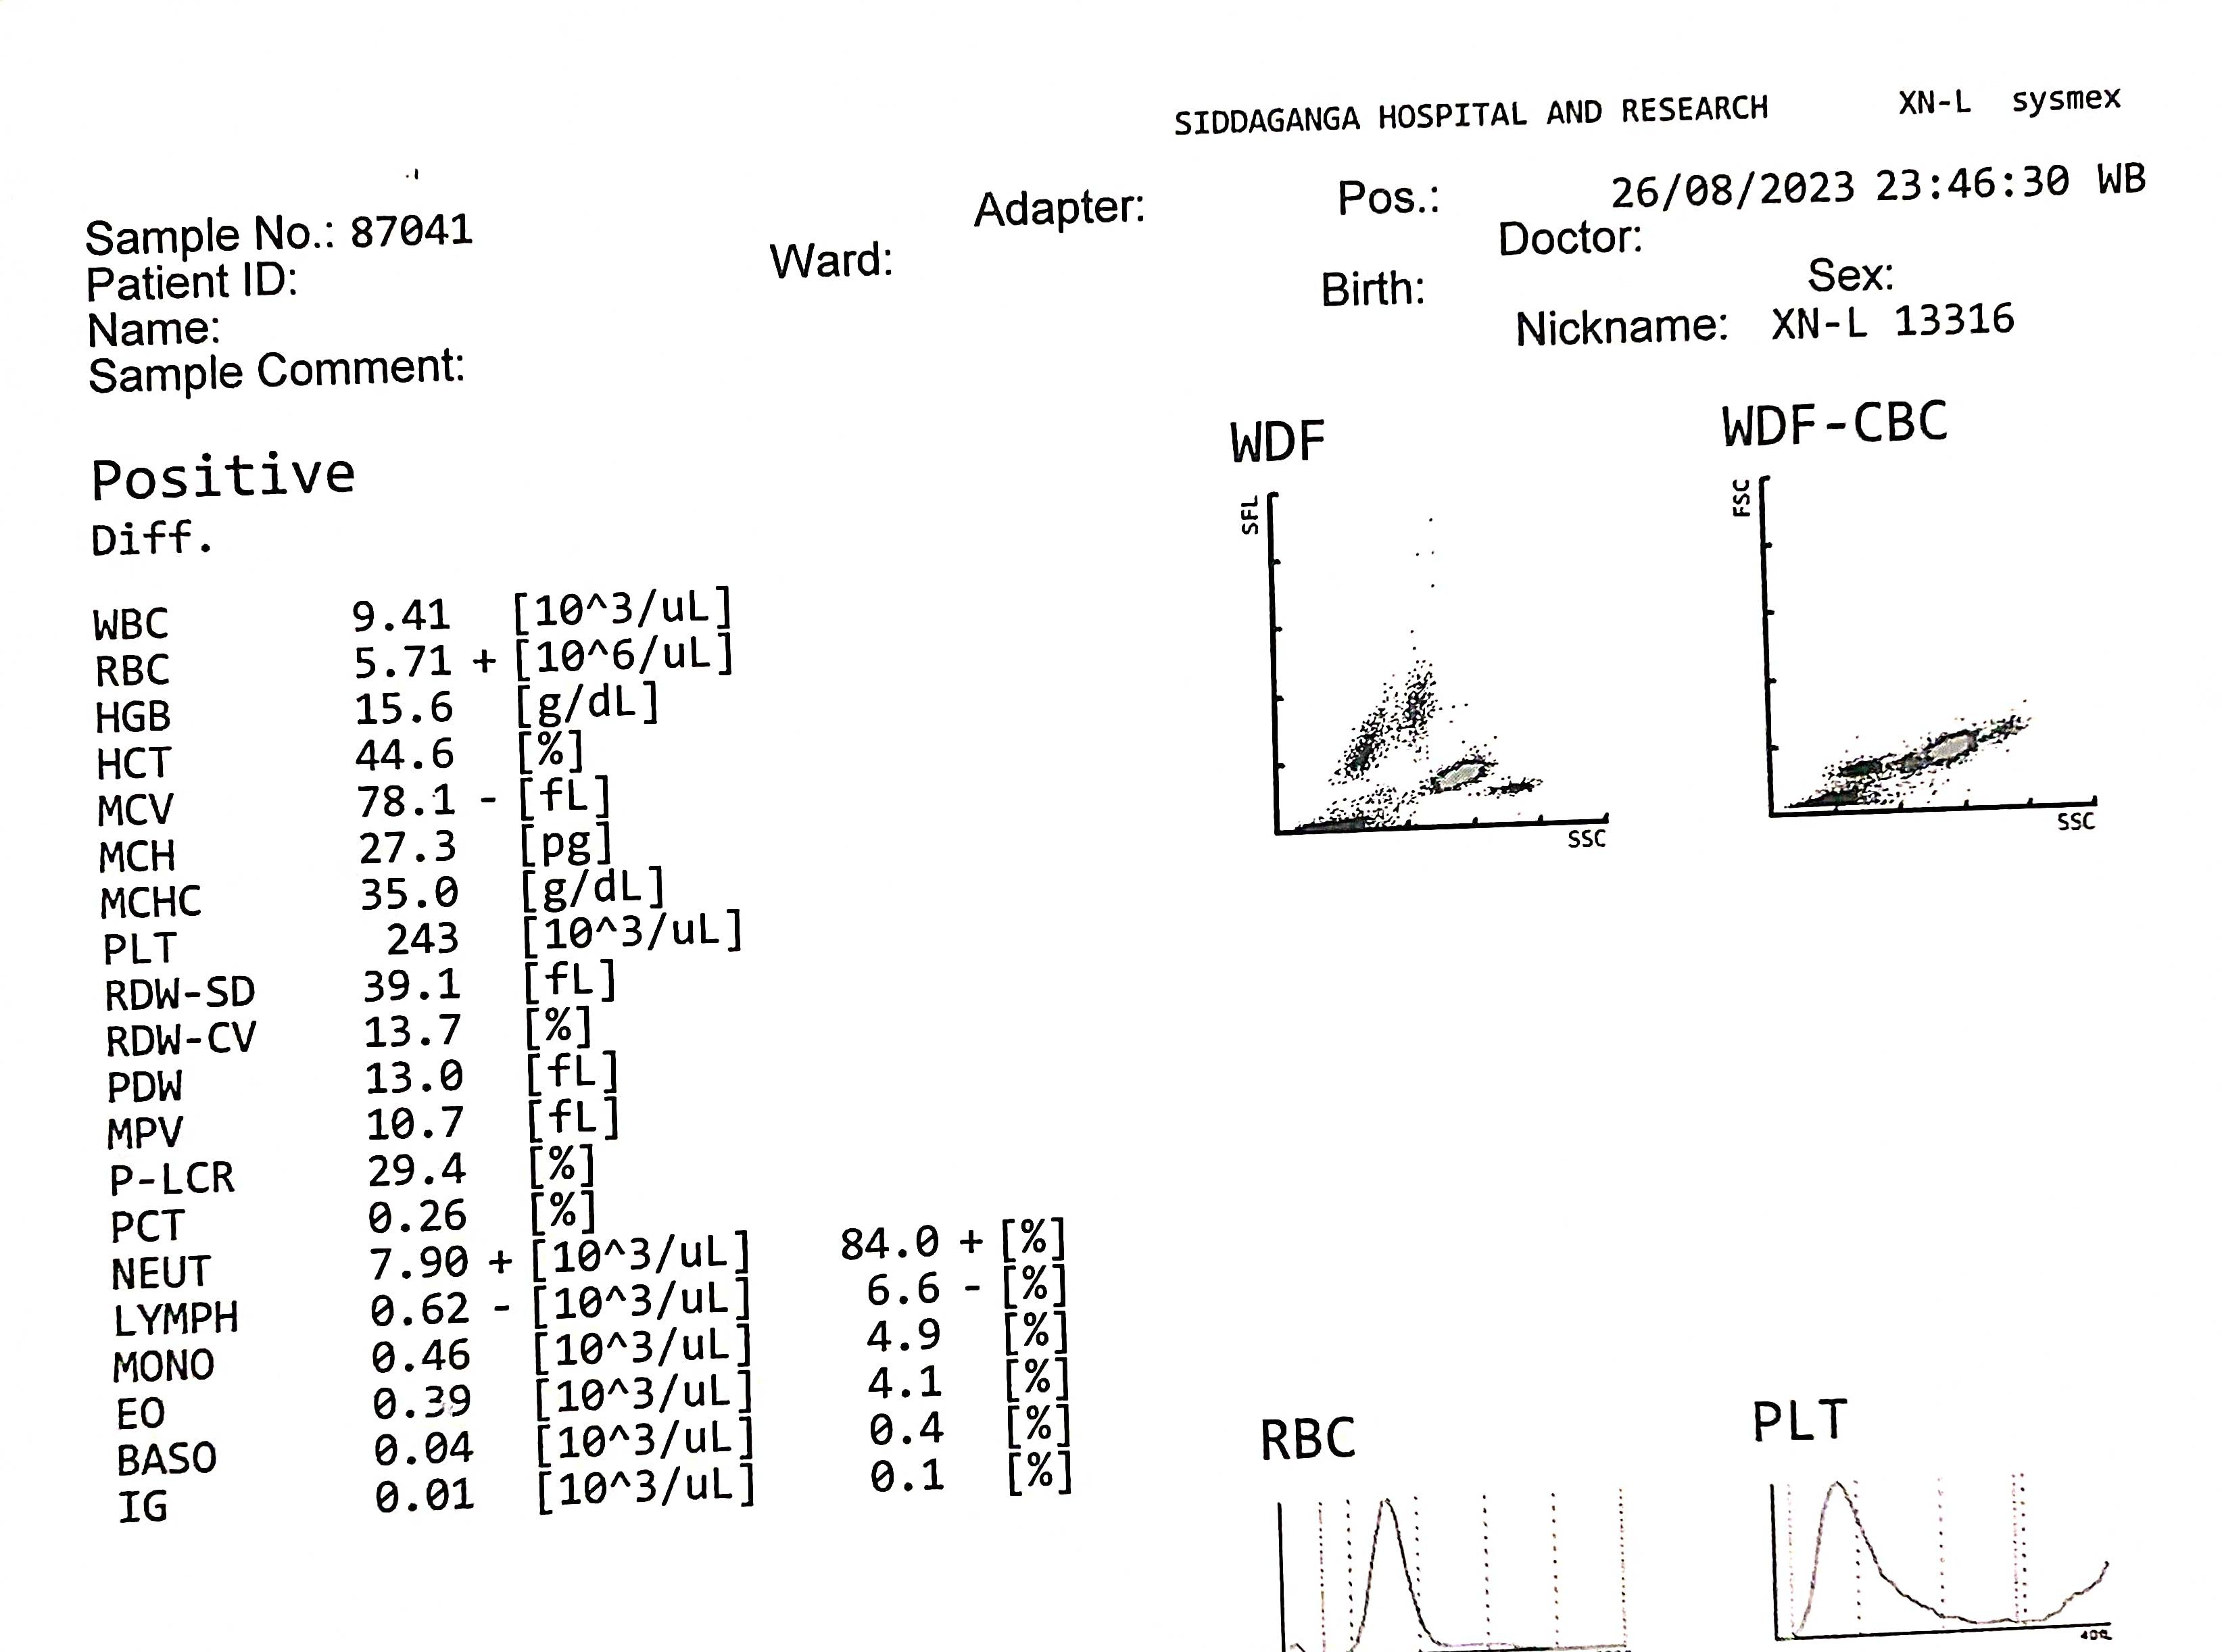 SIDDAGANGA HOSPITAL AND RESEARCH XN-L sysmex
Sample No.: 87041 Adapter: Pos.: 26/08/2023 23:46:30 WB
Patient ID: Ward: Doctor:
Name: Birth: Sex:
Sample Comment: Nickname: XN-L 13316
Positive
Diff.
WDF WDF-CBC
SFL FSC
SSC SSC
WBC 9.41 [10^3/uL]
RBC 5.71 + [10^6/uL]
HGB 15.6 [g/dL]
HCT 44.6 [%]
MCV 78.1 - [fL]
MCH 27.3 [pg]
MCHC 35.0 [g/dL]
PLT 243 [10^3/uL]
RDW-SD 39.1 [fL]
RDW-CV 13.7 [%]
PDW 13.0 [fL]
MPV 10.7 [fL]
P-LCR 29.4 [%]
PCT 0.26 [%]
NEUT 7.90 + [10^3/uL] 84.0 + [%]
LYMPH 0.62 - [10^3/uL] 6.6 - [%]
MONO 0.46 [10^3/uL] 4.9 [%]
EO 0.39 [10^3/uL] 4.1 [%]
BASO 0.04 [10^3/uL] 0.4 [%]
IG 0.01 [10^3/uL] 0.1 [%]
RBC PLT